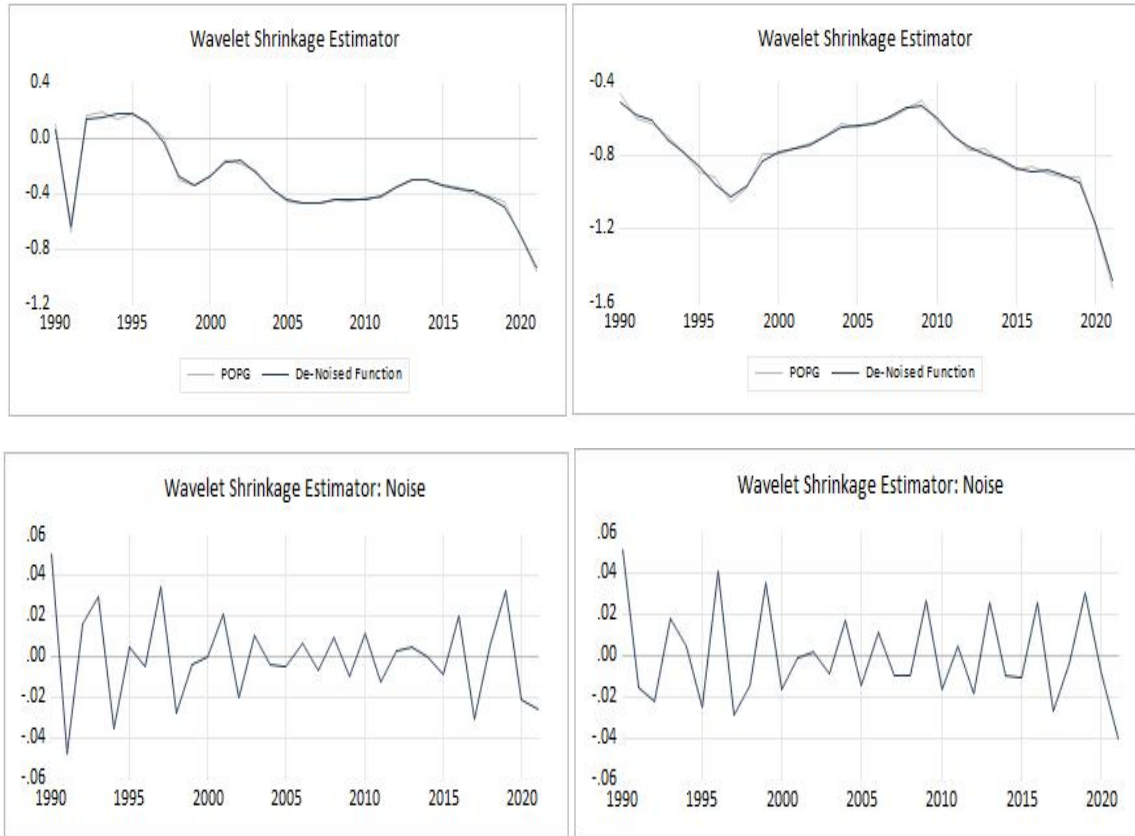 Wavelet Shrinkage Estimator
0.4
0.0
-0.4
-0.8
-1.2
1990 1995 2000 2005 2010 2015 2020
POPG De-Noised Function
Wavelet Shrinkage Estimator
-0.4
-0.8
-1.2
-1.6
1990 1995 2000 2005 2010 2015 2020
POPG De-Noised Function
Wavelet Shrinkage Estimator: Noise
.06
.04
.02
.00
-.02
-.04
-.06
1990 1995 2000 2005 2010 2015 2020
Wavelet Shrinkage Estimator: Noise
.06
.04
.02
.00
-.02
-.04
-.06
1990 1995 2000 2005 2010 2015 2020